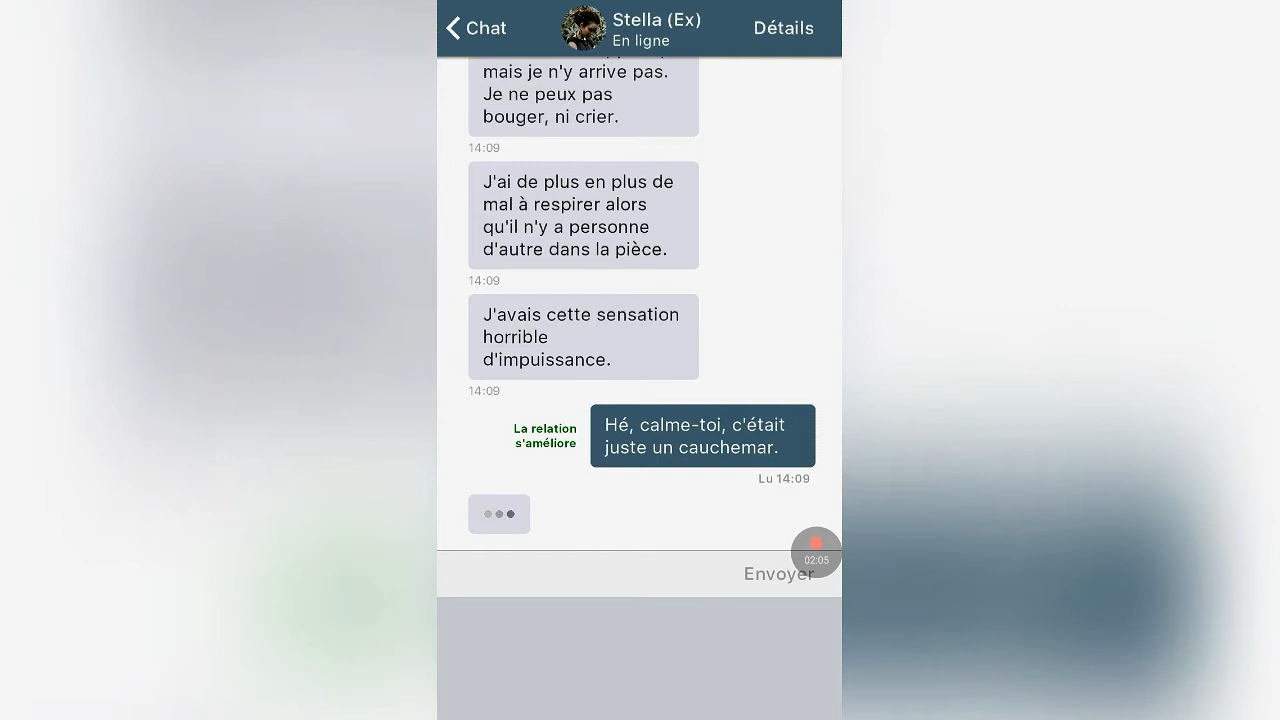 Chat
Stella (Ex)
En ligne
Détails
mais je n'y arrive pas.
Je ne peux pas
bouger, ni crier.
14:09
J'ai de plus en plus de
mal à respirer alors
qu'il n'y a personne
d'autre dans la pièce.
14:09
J'avais cette sensation
horrible
d'impuissance.
14:09
La relation
s'améliore
Hé, calme-toi, c'était
juste un cauchemar.
Lu 14:09
02:05
Envoyer